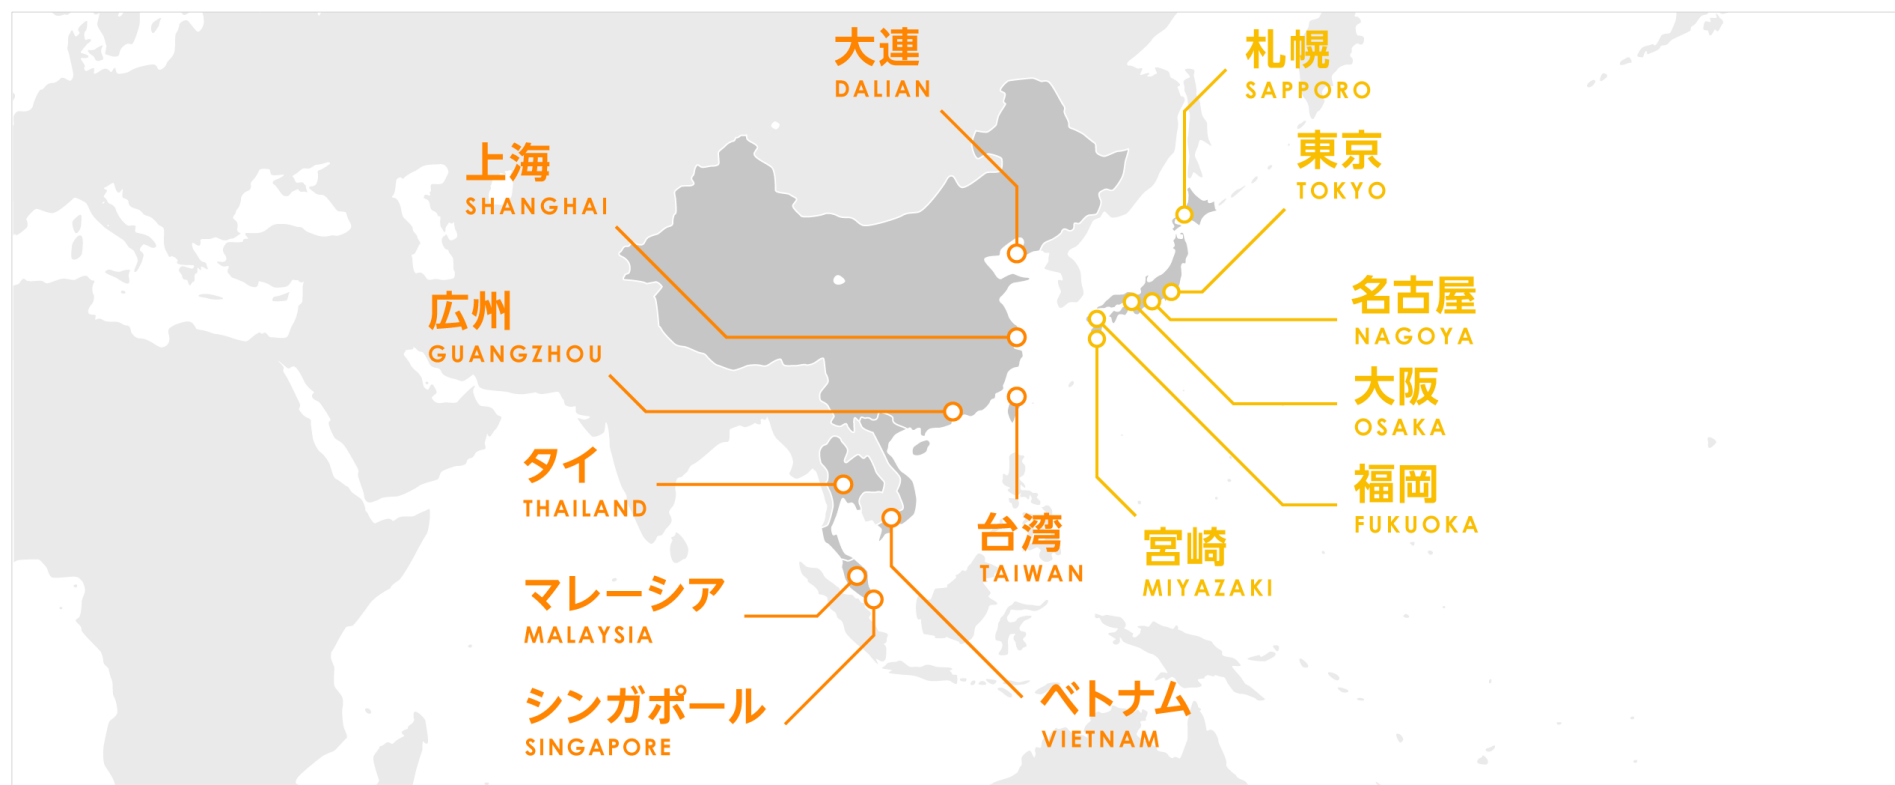 大連
DALIAN
札幌
SAPPORO
上海
SHANGHAI
東京
TOKYO
広州
GUANGZHOU
名古屋
NAGOYA
大阪
OSAKA
タイ
THAILAND
福岡
FUKUOKA
台湾
TAIWAN
宮崎
MIYAZAKI
マレーシア
MALAYSIA
シンガポール
SINGAPORE
ベトナム
VIETNAM